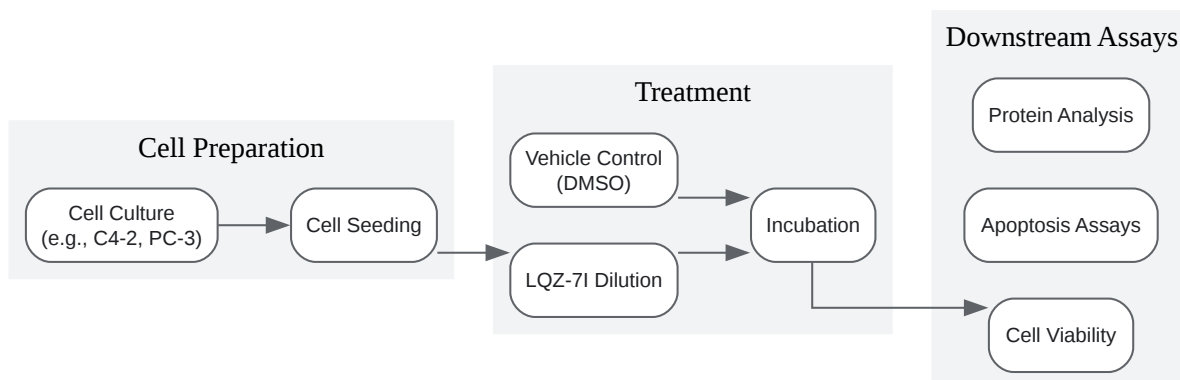 Cell Preparation
Cell Culture
(e.g., C4-2, PC-3)
Cell Seeding
Treatment
Vehicle Control
(DMSO)
LQZ-7I Dilution
Incubation
Downstream Assays
Protein Analysis
Apoptosis Assays
Cell Viability